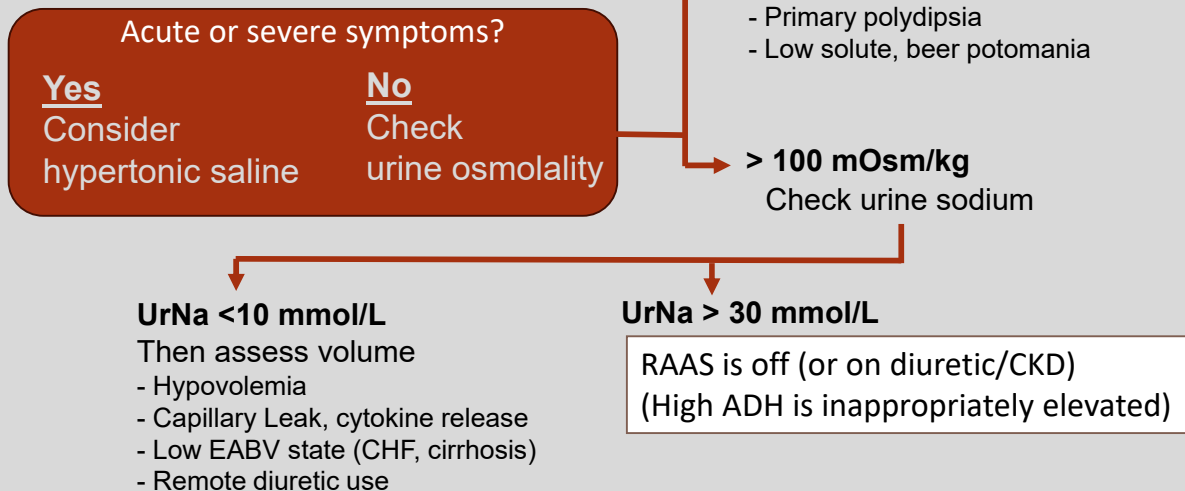 - Primary polydipsia
- Low solute, beer potomania
Acute or severe symptoms?
Yes
Consider
hypertonic saline
No
Check
urine osmolality
> 100 mOsm/kg
Check urine sodium
UrNa <10 mmol/L
Then assess volume
- Hypovolemia
- Capillary Leak, cytokine release
- Low EABV state (CHF, cirrhosis)
- Remote diuretic use
UrNa > 30 mmol/L
RAAS is off (or on diuretic/CKD)
(High ADH is inappropriately elevated)